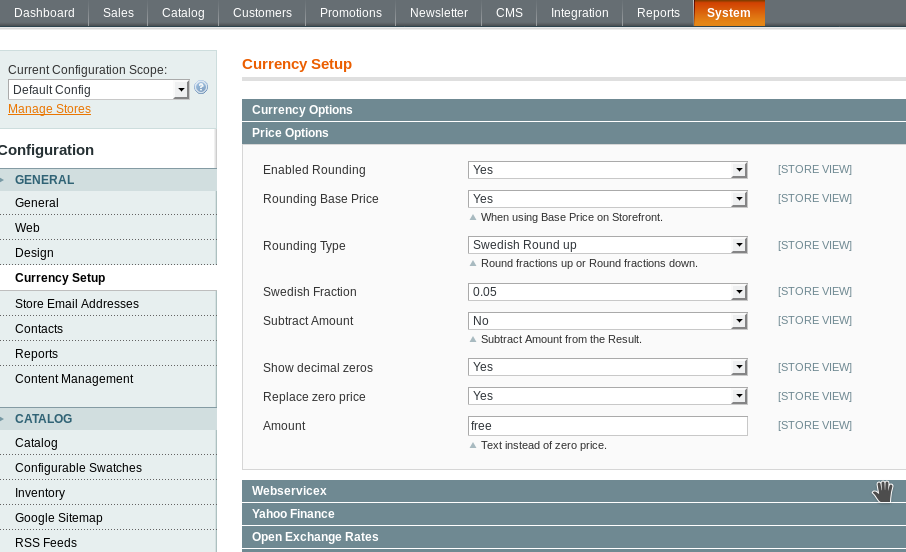 Dashboard Sales Catalog Customers Promotions Newsletter CMS Integration Reports System
Current Configuration Scope:
Default Config
Manage Stores
Configuration
GENERAL
General
Web
Design
Currency Setup
Store Email Addresses
Contacts
Reports
Content Management
CATALOG
Catalog
Configurable Swatches
Inventory
Google Sitemap
RSS Feeds
Currency Setup
Currency Options
Price Options
Enabled Rounding Yes [STORE VIEW]
Rounding Base Price Yes [STORE VIEW]
When using Base Price on Storefront.
Rounding Type Swedish Round up [STORE VIEW]
Round fractions up or Round fractions down.
Swedish Fraction 0.05 [STORE VIEW]
Subtract Amount No [STORE VIEW]
Subtract Amount from the Result.
Show decimal zeros Yes [STORE VIEW]
Replace zero price Yes [STORE VIEW]
Amount free [STORE VIEW]
Text instead of zero price.
Webservicex
Yahoo Finance
Open Exchange Rates